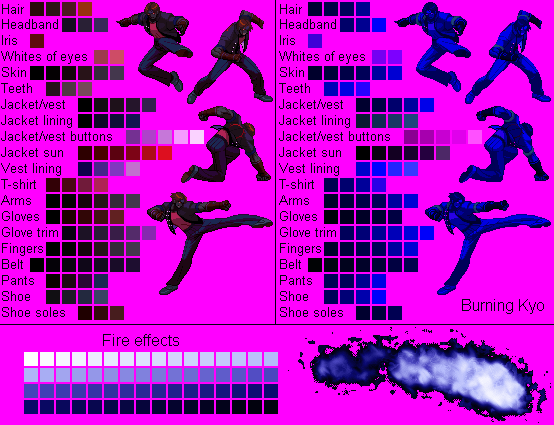 Hair
Headband
Iris
Whites of eyes
Skin
Teeth
Jacket/vest
Jacket lining
Jacket/vest buttons
Jacket sun
Vest lining
T-shirt
Arms
Gloves
Glove trim
Fingers
Belt
Pants
Shoe
Shoe soles
Hair
Headband
Iris
Whites of eyes
Skin
Teeth
Jacket/vest
Jacket lining
Jacket/vest buttons
Jacket sun
Vest lining
T-shirt
Arms
Gloves
Glove trim
Fingers
Belt
Pants
Shoe
Shoe soles
Burning Kyo
Fire effects